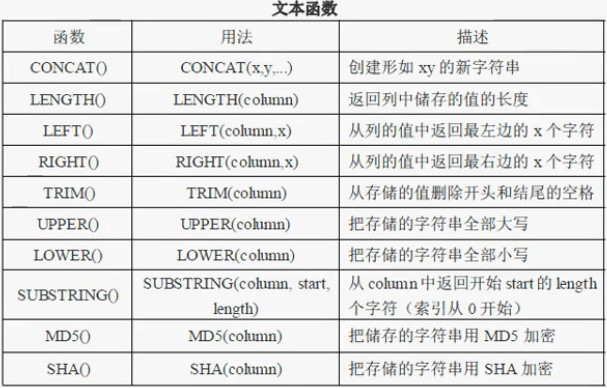 文本函数
函数 用法 描述
CONCAT() CONCAT(x,y,...) 创建形如 xy 的新字符串
LENGTH() LENGTH(column) 返回列中储存的值的长度
LEFT() LEFT(column,x) 从列的值中返回最左边的 x 个字符
RIGHT() RIGHT(column,x) 从列的值中返回最右边的 x 个字符
TRIM() TRIM(column) 从存储的值删除开头和结尾的空格
UPPER() UPPER(column) 把存储的字符串全部大写
LOWER() LOWER(column) 把存储的字符串全部小写
SUBSTRING() SUBSTRING(column, start, 从 column 中返回开始 start 的 length
length) 个字符（索引从 0 开始）
MD5() MD5(column) 把储存的字符串用 MD5 加密
SHA() SHA(column) 把存储的字符串用 SHA 加密